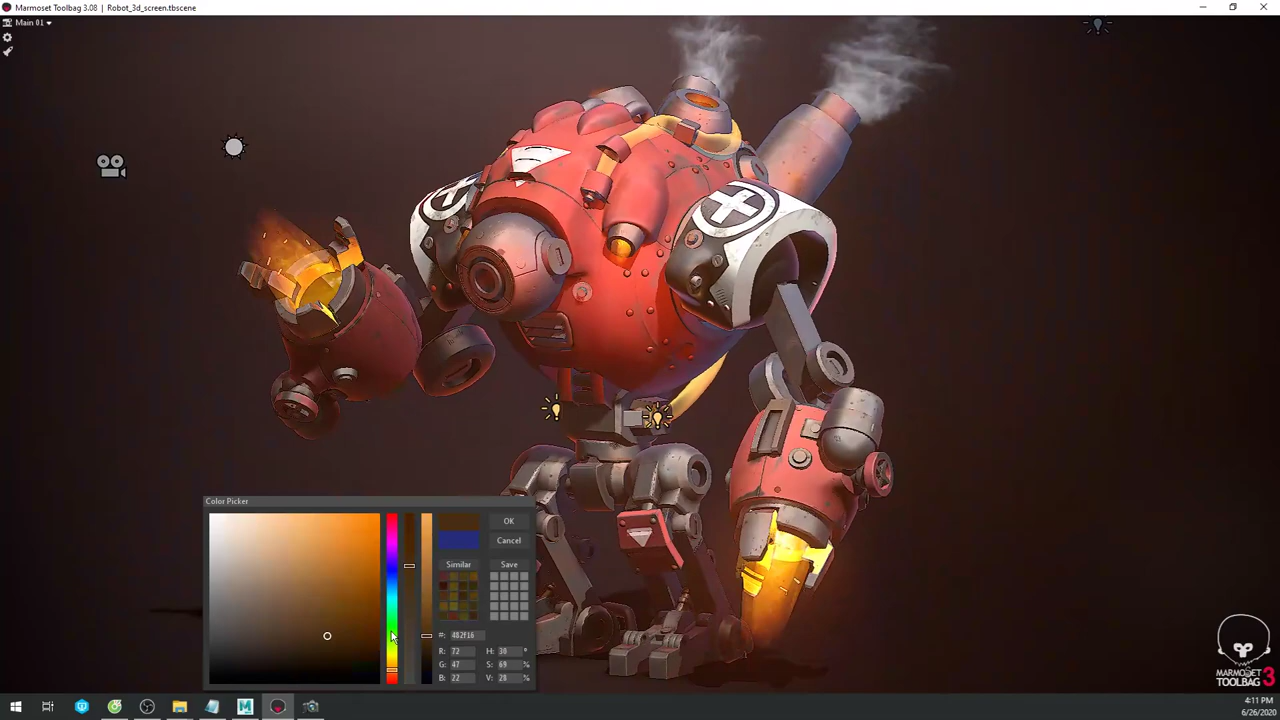 Marmoset Toolbag 3.08 | Robot_3d_screen.tbscene
Main 01
Color Picker
OK
Cancel
Similar
Save
#: 482f16
R: 72 H: 30 °
G: 47 S: 69 %
B: 22 V: 28 %
MARMOSET
TOOLBAG 3
4:11 PM
6/26/2020